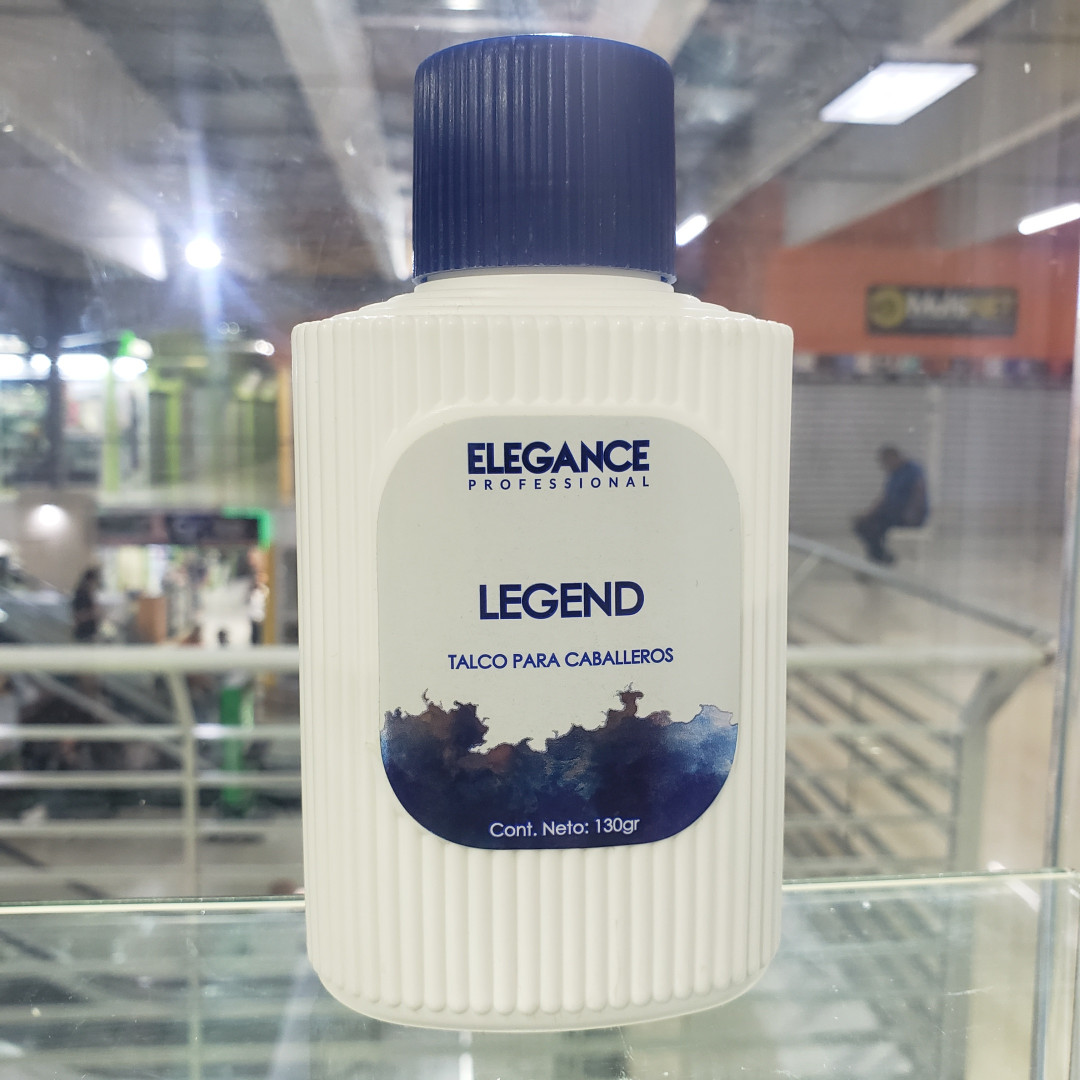 ELEGANCE
PROFESSIONAL
LEGEND
TALCO PARA CABALLEROS
Cont. Neto: 130gr